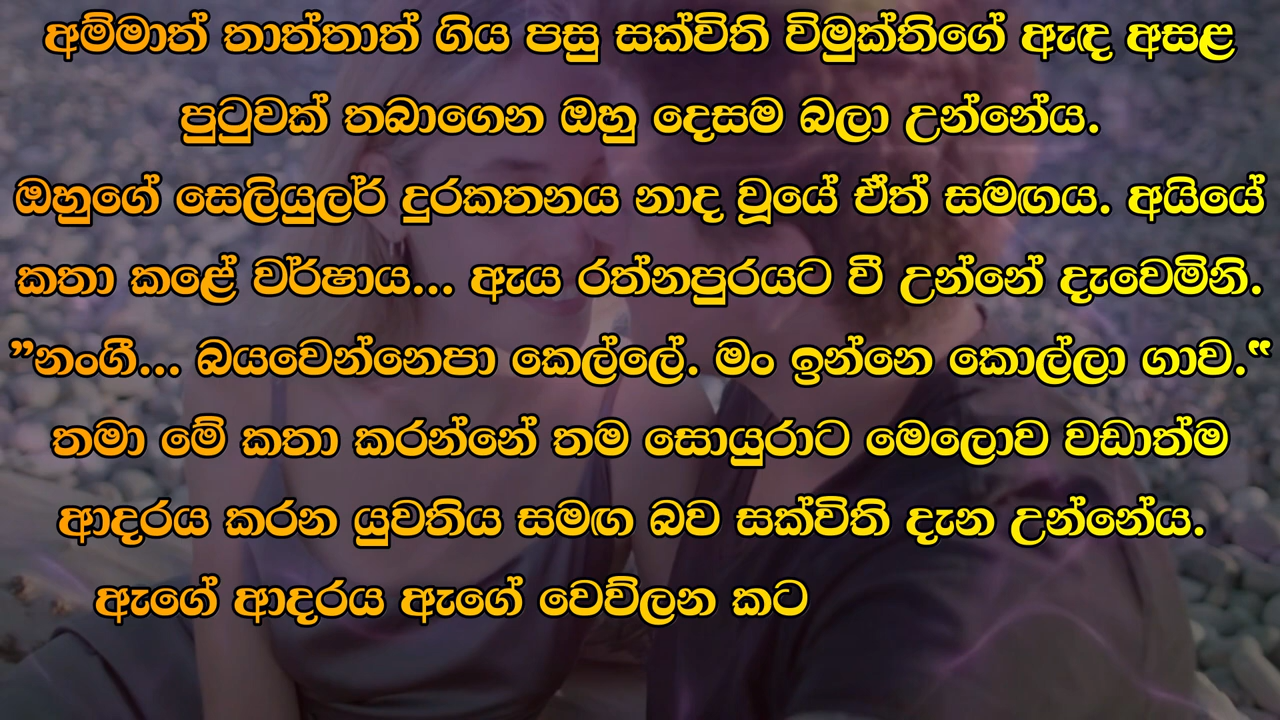 අම්මාත් තාත්තාත් ගිය පසු සක්විති විමුක්තිගේ ඇඳ අසළ
පුටුවක් තබාගෙන ඔහු දෙසම බලා උන්නේය.
ඔහුගේ සෙලියුලර් දුරකතනය නාද වූයේ ඒත් සමඟය. අයියේ
කතා කළේ වර්ෂාය... ඇය රත්නපුරයට වී උන්නේ දැවෙමිනි.
”නංගී... බයවෙන්නෙපා කෙල්ලේ. මං ඉන්නෙ කොල්ලා ගාව.“
තමා මේ කතා කරන්නේ තම සොයුරාට මෙලොව වඩාත්ම
ආදරය කරන යුවතිය සමඟ බව සක්විති දැන උන්නේය.
ඇගේ ආදරය ඇගේ වෙව්ලන කට